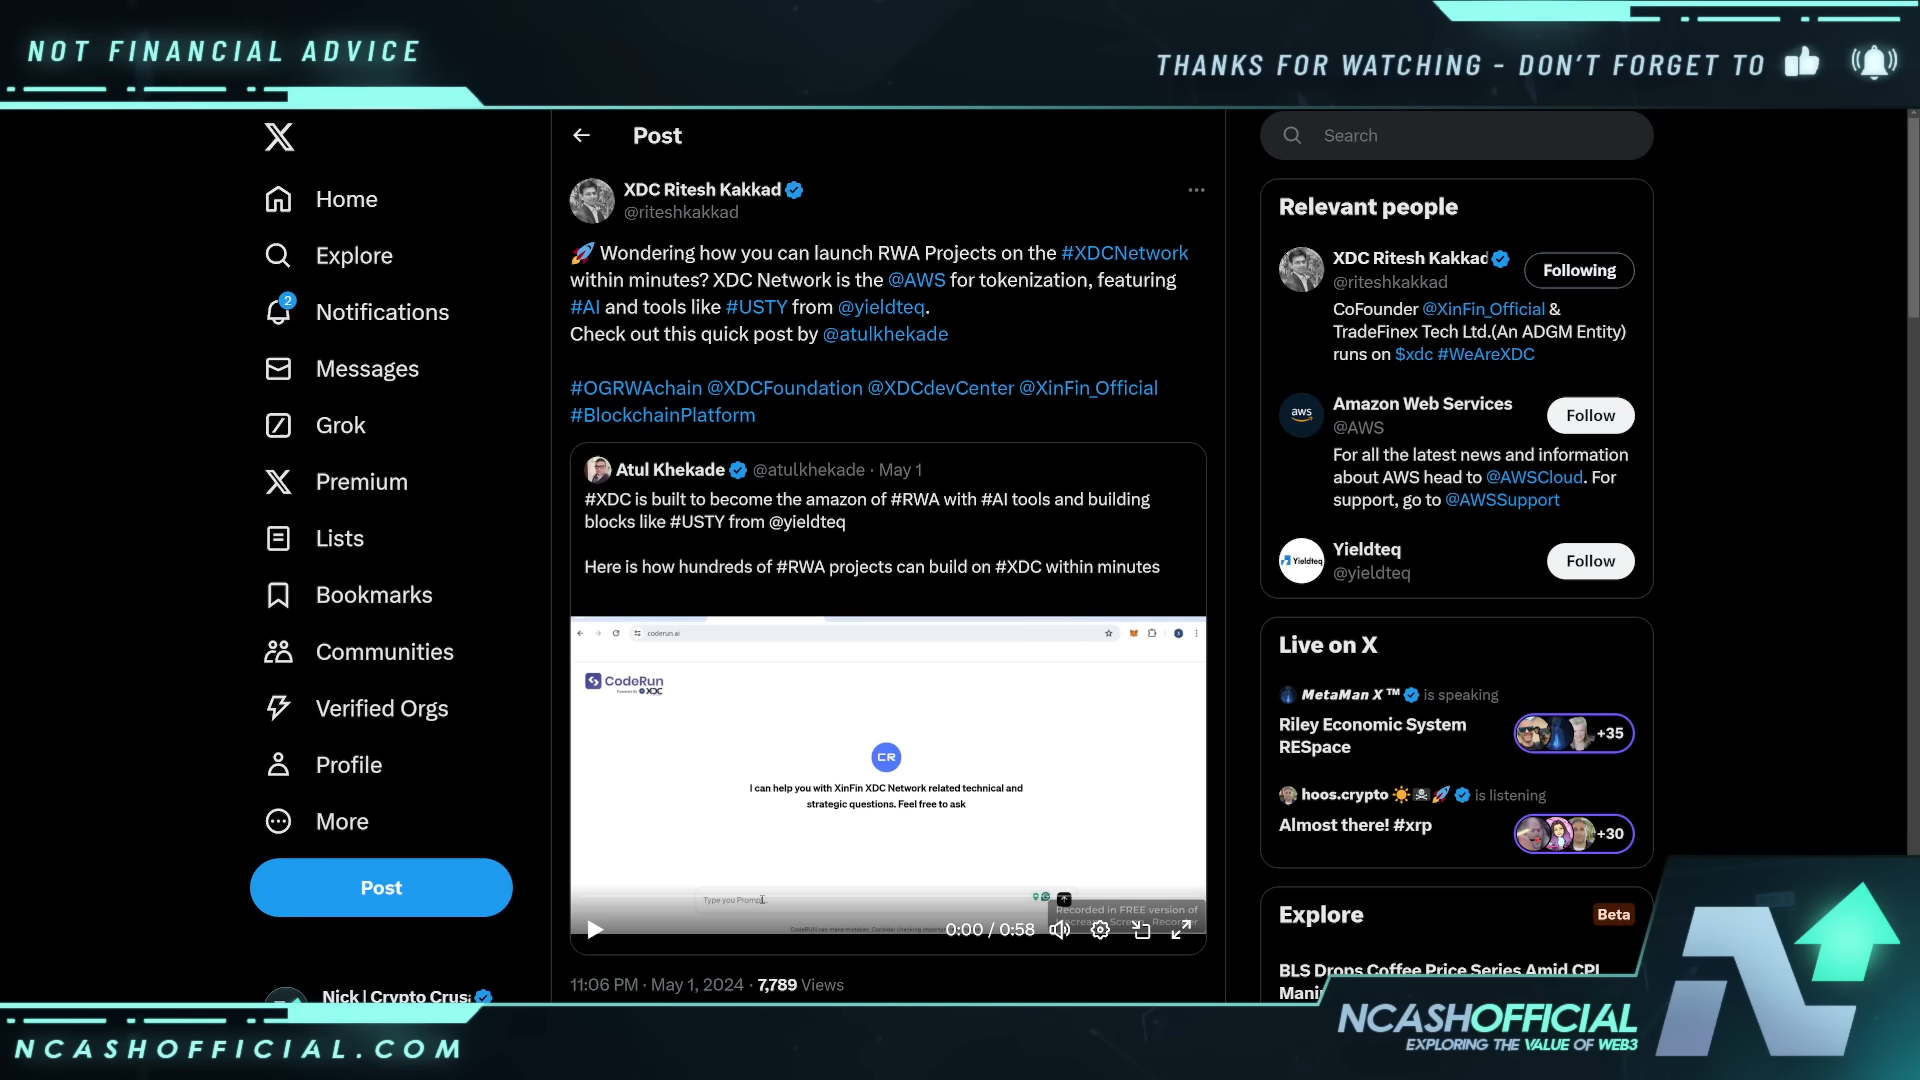 NOT FINANCIAL ADVICE
THANKS FOR WATCHING - DON'T FORGET TO
Home
Explore
2
Notifications
Messages
Grok
Premium
Lists
Bookmarks
Communities
Verified Orgs
Profile
More
Post
Nick | Crypto Crus
Post
XDC Ritesh Kakkad
@riteshkakkad
🚀 Wondering how you can launch RWA Projects on the #XDCNetwork
within minutes? XDC Network is the @AWS for tokenization, featuring
#AI and tools like #USTY from @yieldteq.
Check out this quick post by @atulkhekade
#OGRWAchain @XDCFoundation @XDCdevCenter @XinFin_Official
#BlockchainPlatform
Atul Khekade @atulkhekade · May 1
#XDC is built to become the amazon of #RWA with #AI tools and building
blocks like #USTY from @yieldteq
Here is how hundreds of #RWA projects can build on #XDC within minutes
coderun.ai
CodeRun
Powered By XDC
CR
I can help you with XinFin XDC Network related technical and
strategic questions. Feel free to ask
Type you Promp
Recorded in FREE version of
CodeRUN can make mistakes. Consider checking
0:00 / 0:58
11:06 PM · May 1, 2024 · 7,789 Views
Search
Relevant people
XDC Ritesh Kakkad
@riteshkakkad
Following
CoFounder @XinFin_Official &
TradeFinex Tech Ltd.(An ADGM Entity)
runs on $xdc #WeAreXDC
aws
Amazon Web Services
@AWS
Follow
For all the latest news and information
about AWS head to @AWSCloud. For
support, go to @AWSSupport
Yieldteq
Yieldteq
@yieldteq
Follow
Live on X
MetaMan X ™ is speaking
Riley Economic System
RESpace
+35
hoos.crypto ☀️☠️🚀 is listening
Almost there! #xrp
+30
Explore
Beta
BLS Drops Coffee Price Series Amid CPI
NCASHOFFICIAL
EXPLORING THE VALUE OF WEB3
NCASHOFFICIAL.COM